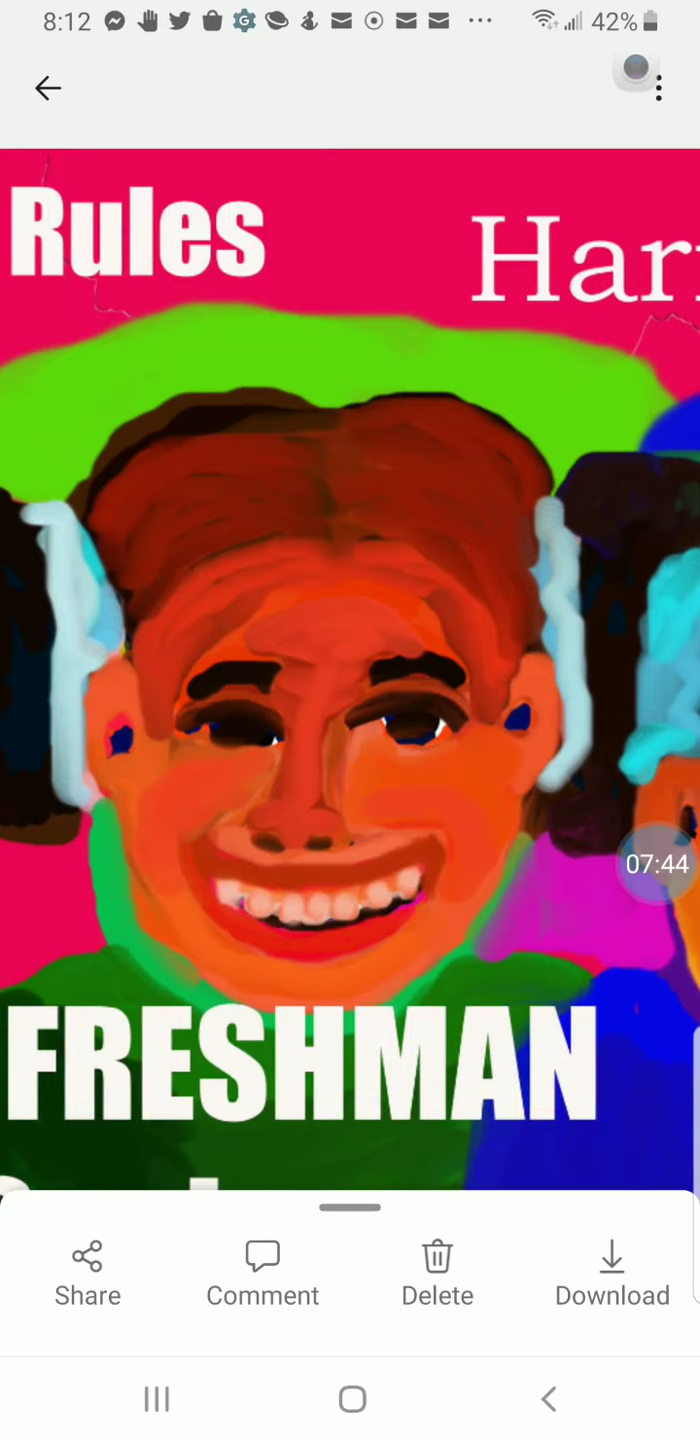 8:12
42%
Rules
Har
07:44
FRESHMAN
Share Comment Delete Download